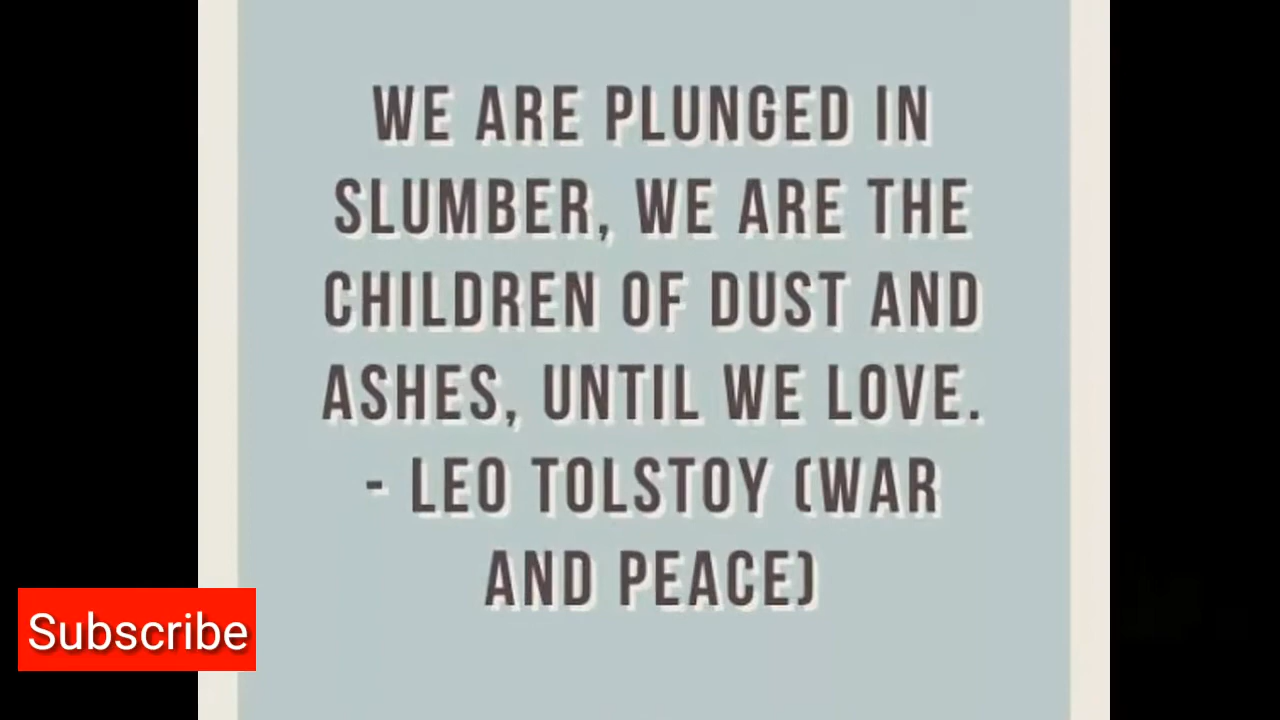 WE ARE PLUNGED IN
SLUMBER, WE ARE THE
CHILDREN OF DUST AND
ASHES, UNTIL WE LOVE.
- LEO TOLSTOY (WAR
AND PEACE)
Subscribe